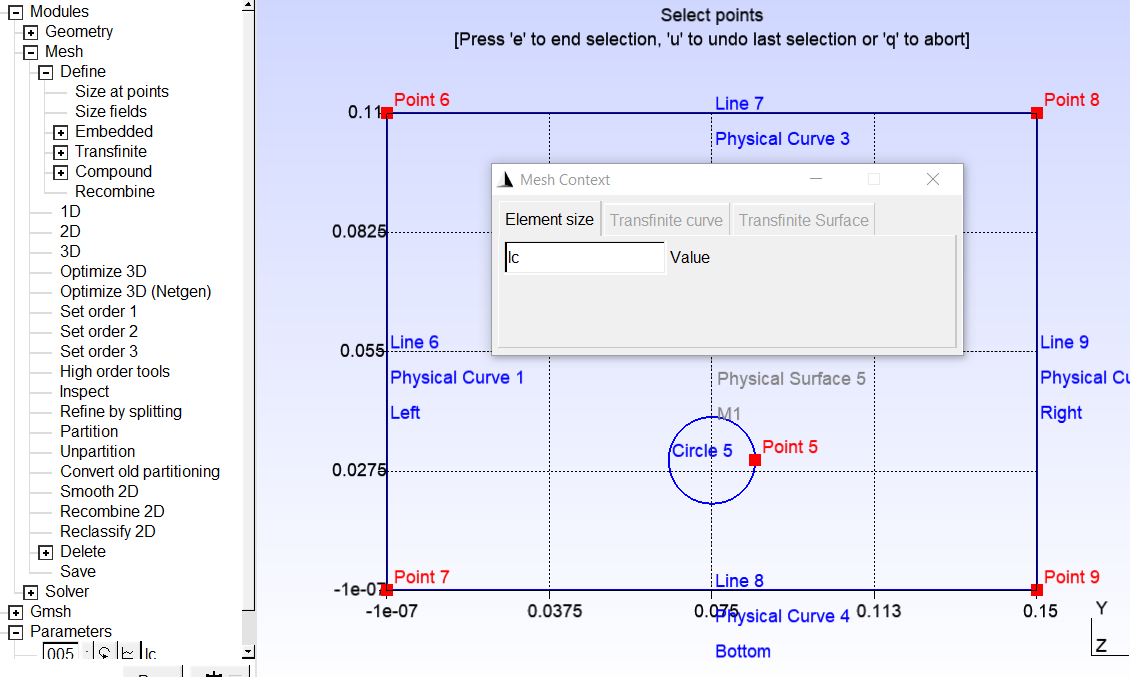 Modules
Geometry
Mesh
Define
Size at points
Size fields
Embedded
Transfinite
Compound
Recombine
1D
2D
3D
Optimize 3D
Optimize 3D (Netgen)
Set order 1
Set order 2
Set order 3
High order tools
Inspect
Refine by splitting
Partition
Unpartition
Convert old partitioning
Smooth 2D
Recombine 2D
Reclassify 2D
Delete
Save
Solver
Gmsh
Parameters
005 lc
Select points
[Press 'e' to end selection, 'u' to undo last selection or 'q' to abort]
Point 6
Line 7
Point 8
0.11
Physical Curve 3
Mesh Context
Element size Transfinite curve Transfinite Surface
lc Value
0.0825
Line 6
Line 9
0.055
Physical Curve 1
Physical Surface 5
Physical Cu
Left
M1
Right
Circle 5
Point 5
0.0275
Point 7
Line 8
Point 9
-1e-07
-1e-07 0.0375 0.075 0.113 0.15
Physical Curve 4
Bottom
Y
Z